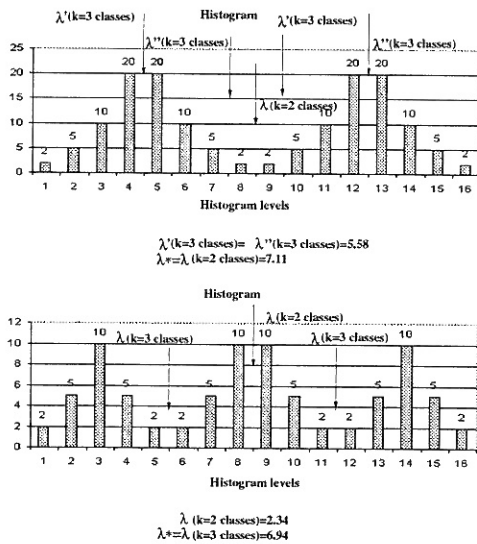 Histogram
λ'(k=3 classes) λ'(k=3 classes) λ''(k=3 classes)
λ''(k=3 classes)
λ(k=2 classes)
25
20
15
10
5
0
2 5 10 20 20 10 5 2 2 5 10 20 20 10 5 2
1 2 3 4 5 6 7 8 9 10 11 12 13 14 15 16
Histogram levels
λ'(k=3 classes)= λ''(k=3 classes)=5.58
λ*=λ(k=2 classes)=7.11
Histogram
λ(k=2 classes)
λ(k=3 classes) λ(k=3 classes)
12
10
8
6
4
2
0
2 5 10 5 2 2 5 10 10 5 2 2 5 10 5 2
1 2 3 4 5 6 7 8 9 10 11 12 13 14 15 16
Histogram levels
λ (k=2 classes)=2.34
λ*=λ (k=3 classes)=6.94